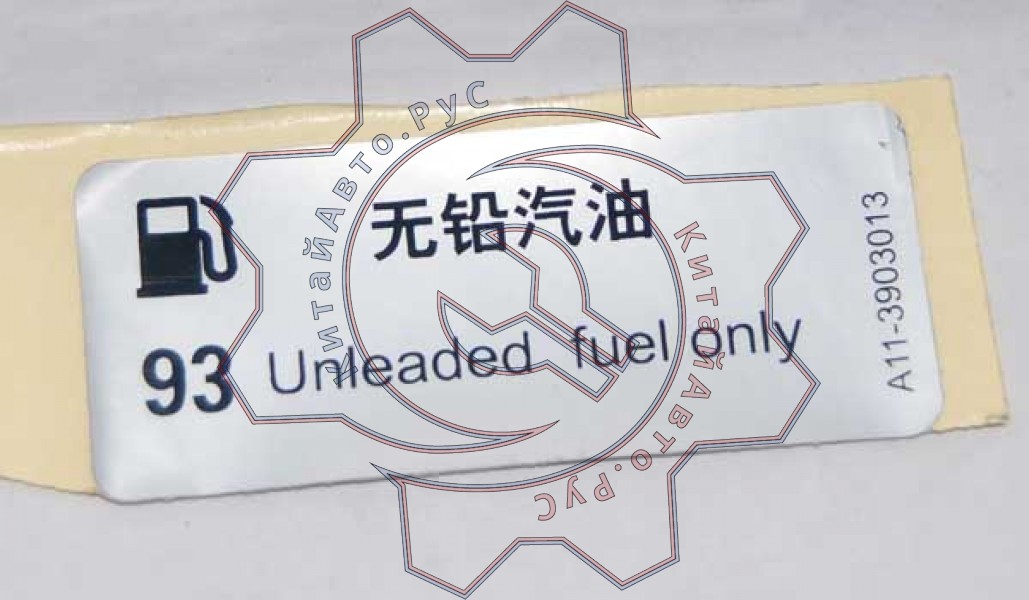 无铅汽油
93 Unleaded fuel only
A11-3903013
КитайАвто.Рус
КитайАвто.Рус